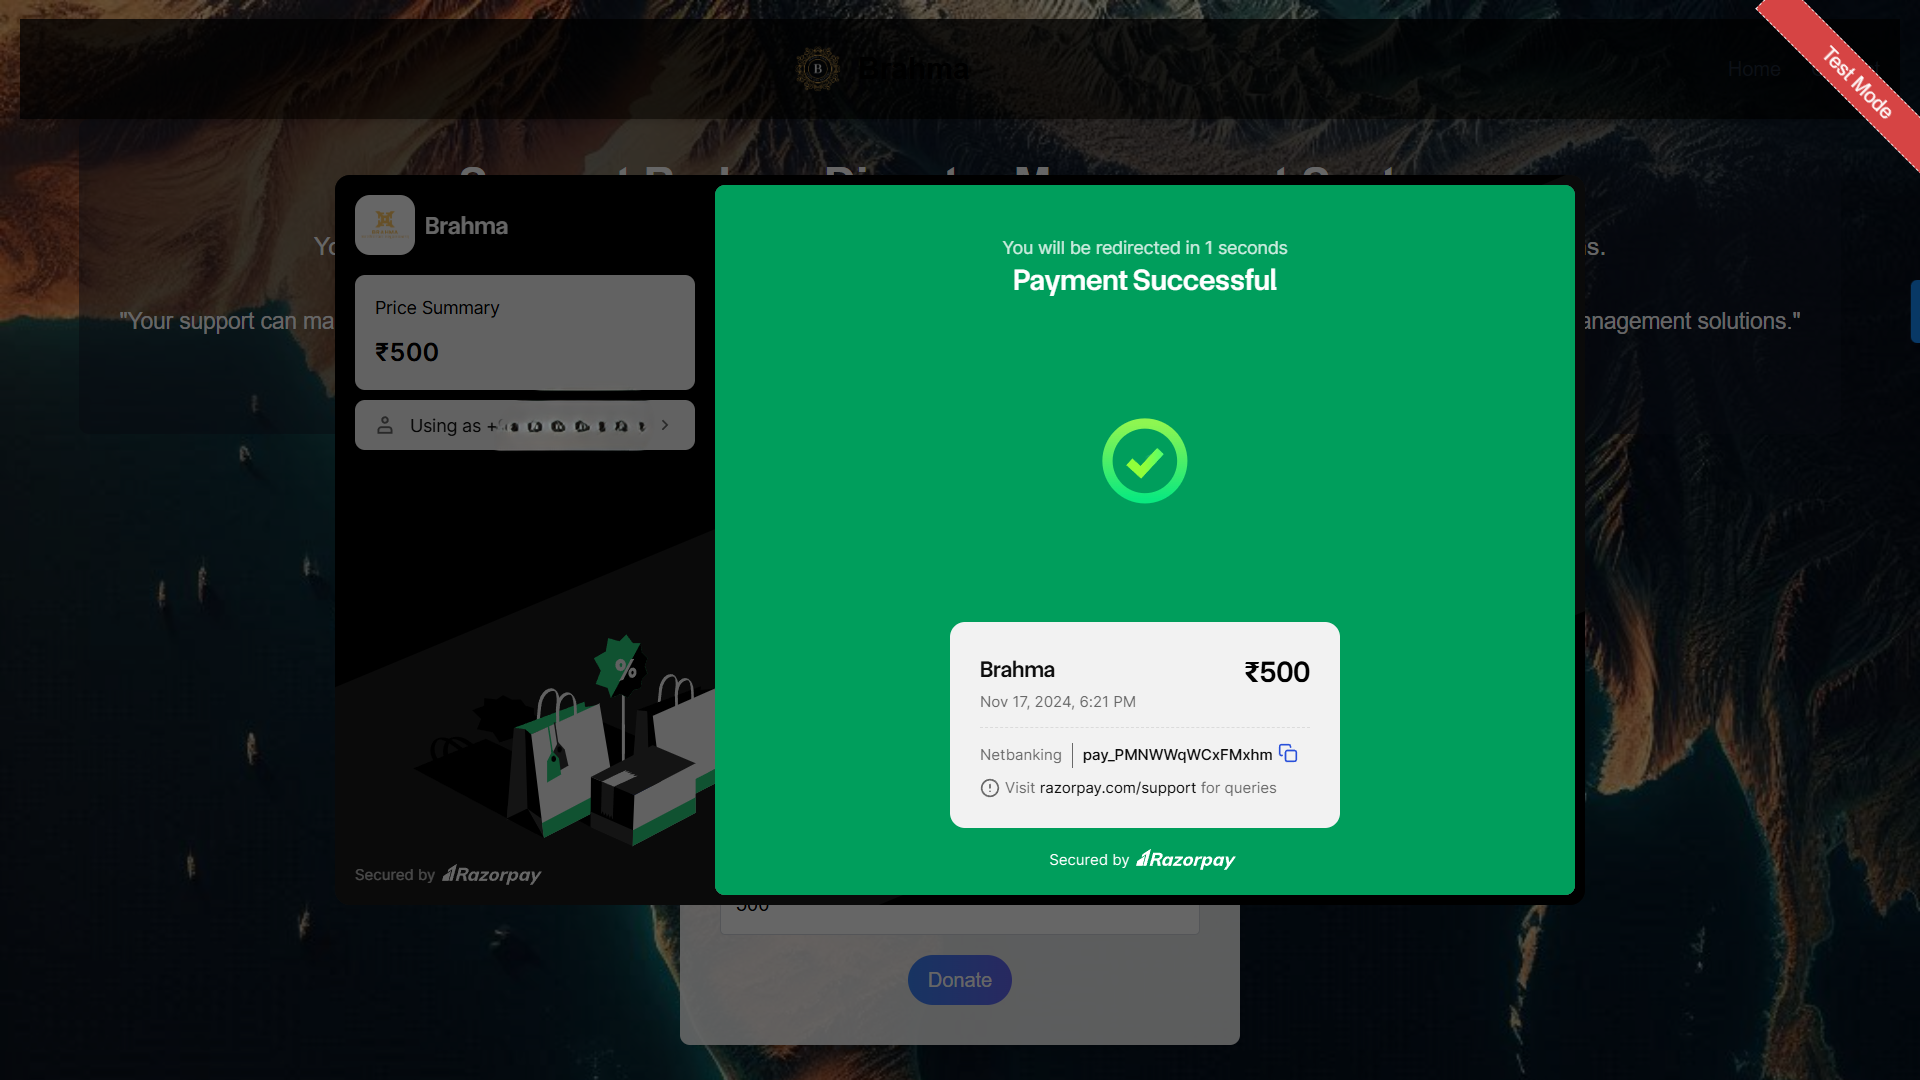 Brahma
Home
Test Mode
Brahma
Price Summary
₹500
Using as +
You will be redirected in 1 seconds
Payment Successful
s.
"Your support can ma
anagement solutions."
Brahma
₹500
Nov 17, 2024, 6:21 PM
Netbanking | pay_PMNWWqWCxFMxhm
Visit razorpay.com/support for queries
Secured by Razorpay
%
Secured by Razorpay
500
Donate